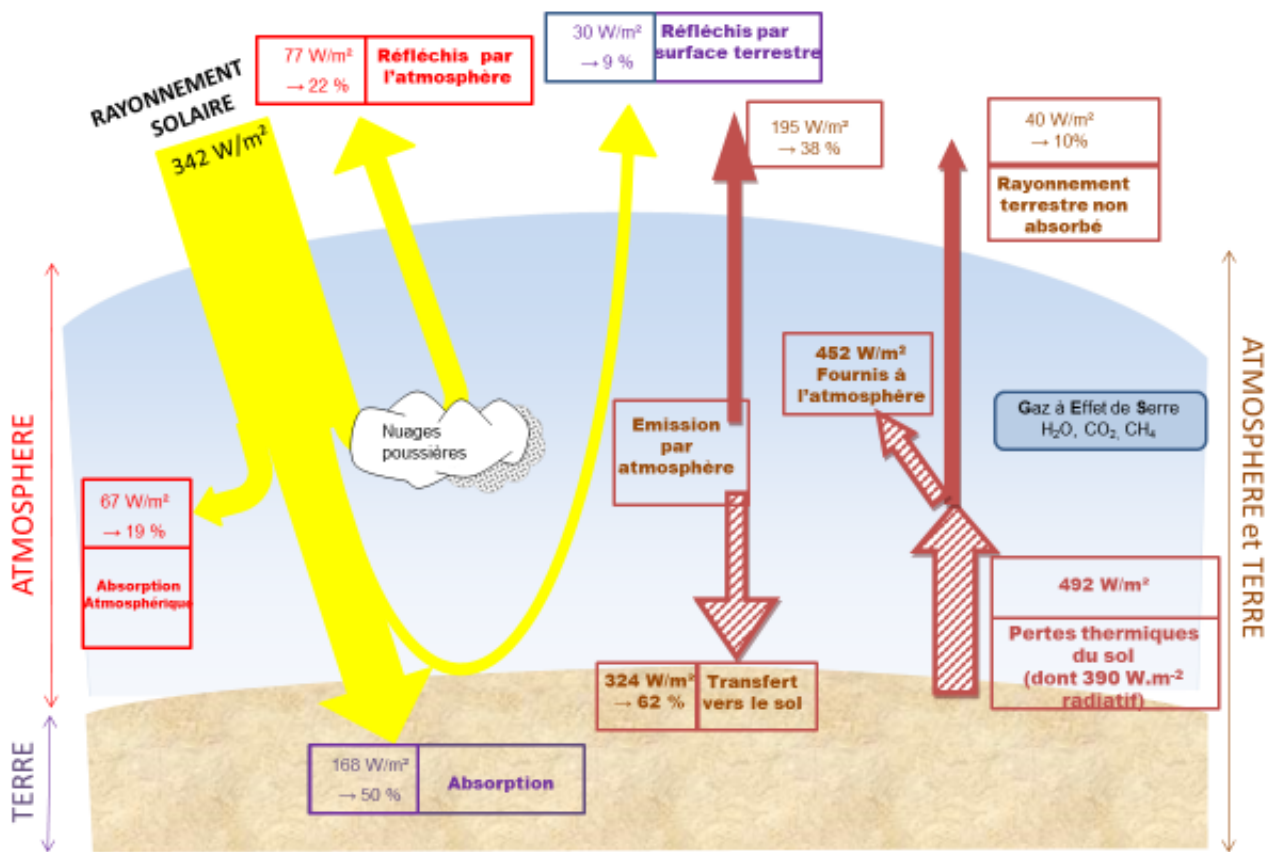 RAYONNEMENT
SOLAIRE
342 W/m²
77 W/m²
→ 22 %
Réfléchis par
l'atmosphère
30 W/m²
→ 9 %
Réfléchis par
surface terrestre
195 W/m²
→ 38 %
40 W/m²
→ 10%
Rayonnement
terrestre non
absorbé
ATMOSPHERE
TERRE
ATMOSPHERE et TERRE
Nuages
poussières
67 W/m²
→ 19 %
Absorption
Atmosphérique
Emission
par
atmosphère
452 W/m²
Fournis à
l'atmosphère
Gaz à Effet de Serre
H₂O, CO₂, CH₄
492 W/m²
Pertes thermiques
du sol
(dont 390 W.m⁻²
radiatif)
324 W/m²
→ 62 %
Transfert
vers le sol
168 W/m²
→ 50 %
Absorption